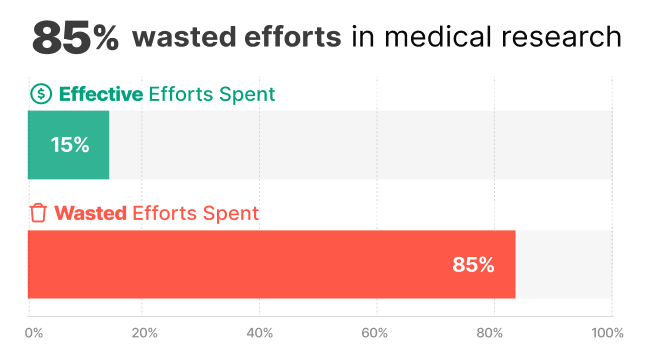 85% wasted efforts in medical research
Effective Efforts Spent
15%
Wasted Efforts Spent
85%
0% 20% 40% 60% 80% 100%